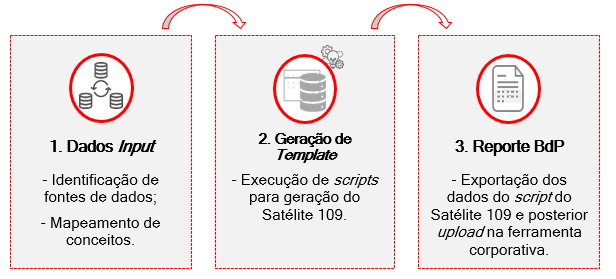 1. Dados Input
- Identificação de
fontes de dados;
- Mapeamento de
conceitos.
2. Geração de
Template
- Execução de scripts
para geração do
Satélite 109.
3. Reporte BdP
- Exportação dos
dados do script do
Satélite 109 e posterior
upload na ferramenta
corporativa.